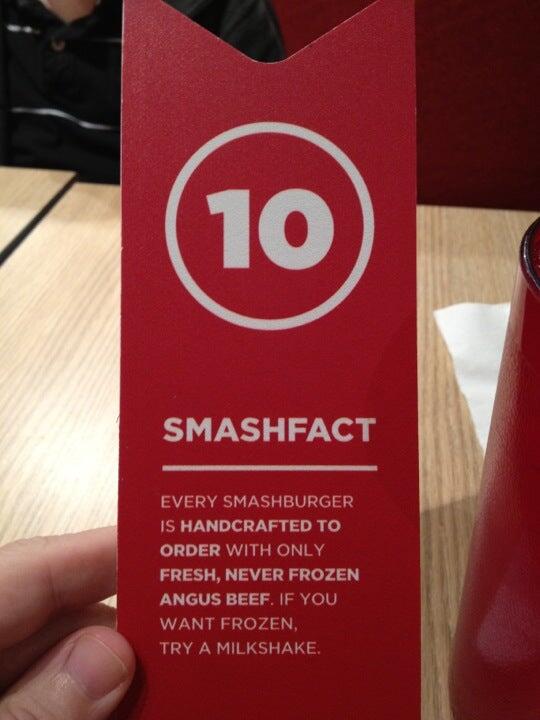 10
SMASHFACT
EVERY SMASHBURGER
IS HANDCRAFTED TO
ORDER WITH ONLY
FRESH, NEVER FROZEN
ANGUS BEEF. IF YOU
WANT FROZEN,
TRY A MILKSHAKE.